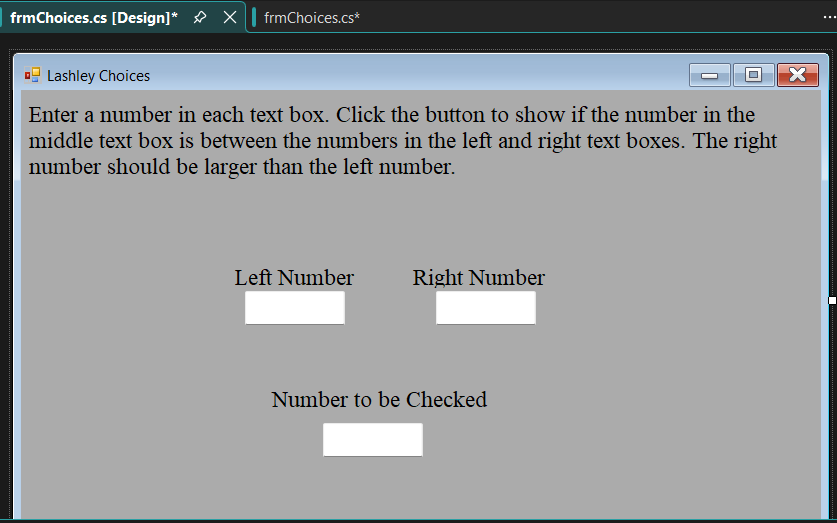 frmChoices.cs [Design]* frmChoices.cs*
Lashley Choices
Enter a number in each text box. Click the button to show if the number in the
middle text box is between the numbers in the left and right text boxes. The right
number should be larger than the left number.
Left Number Right Number
Number to be Checked